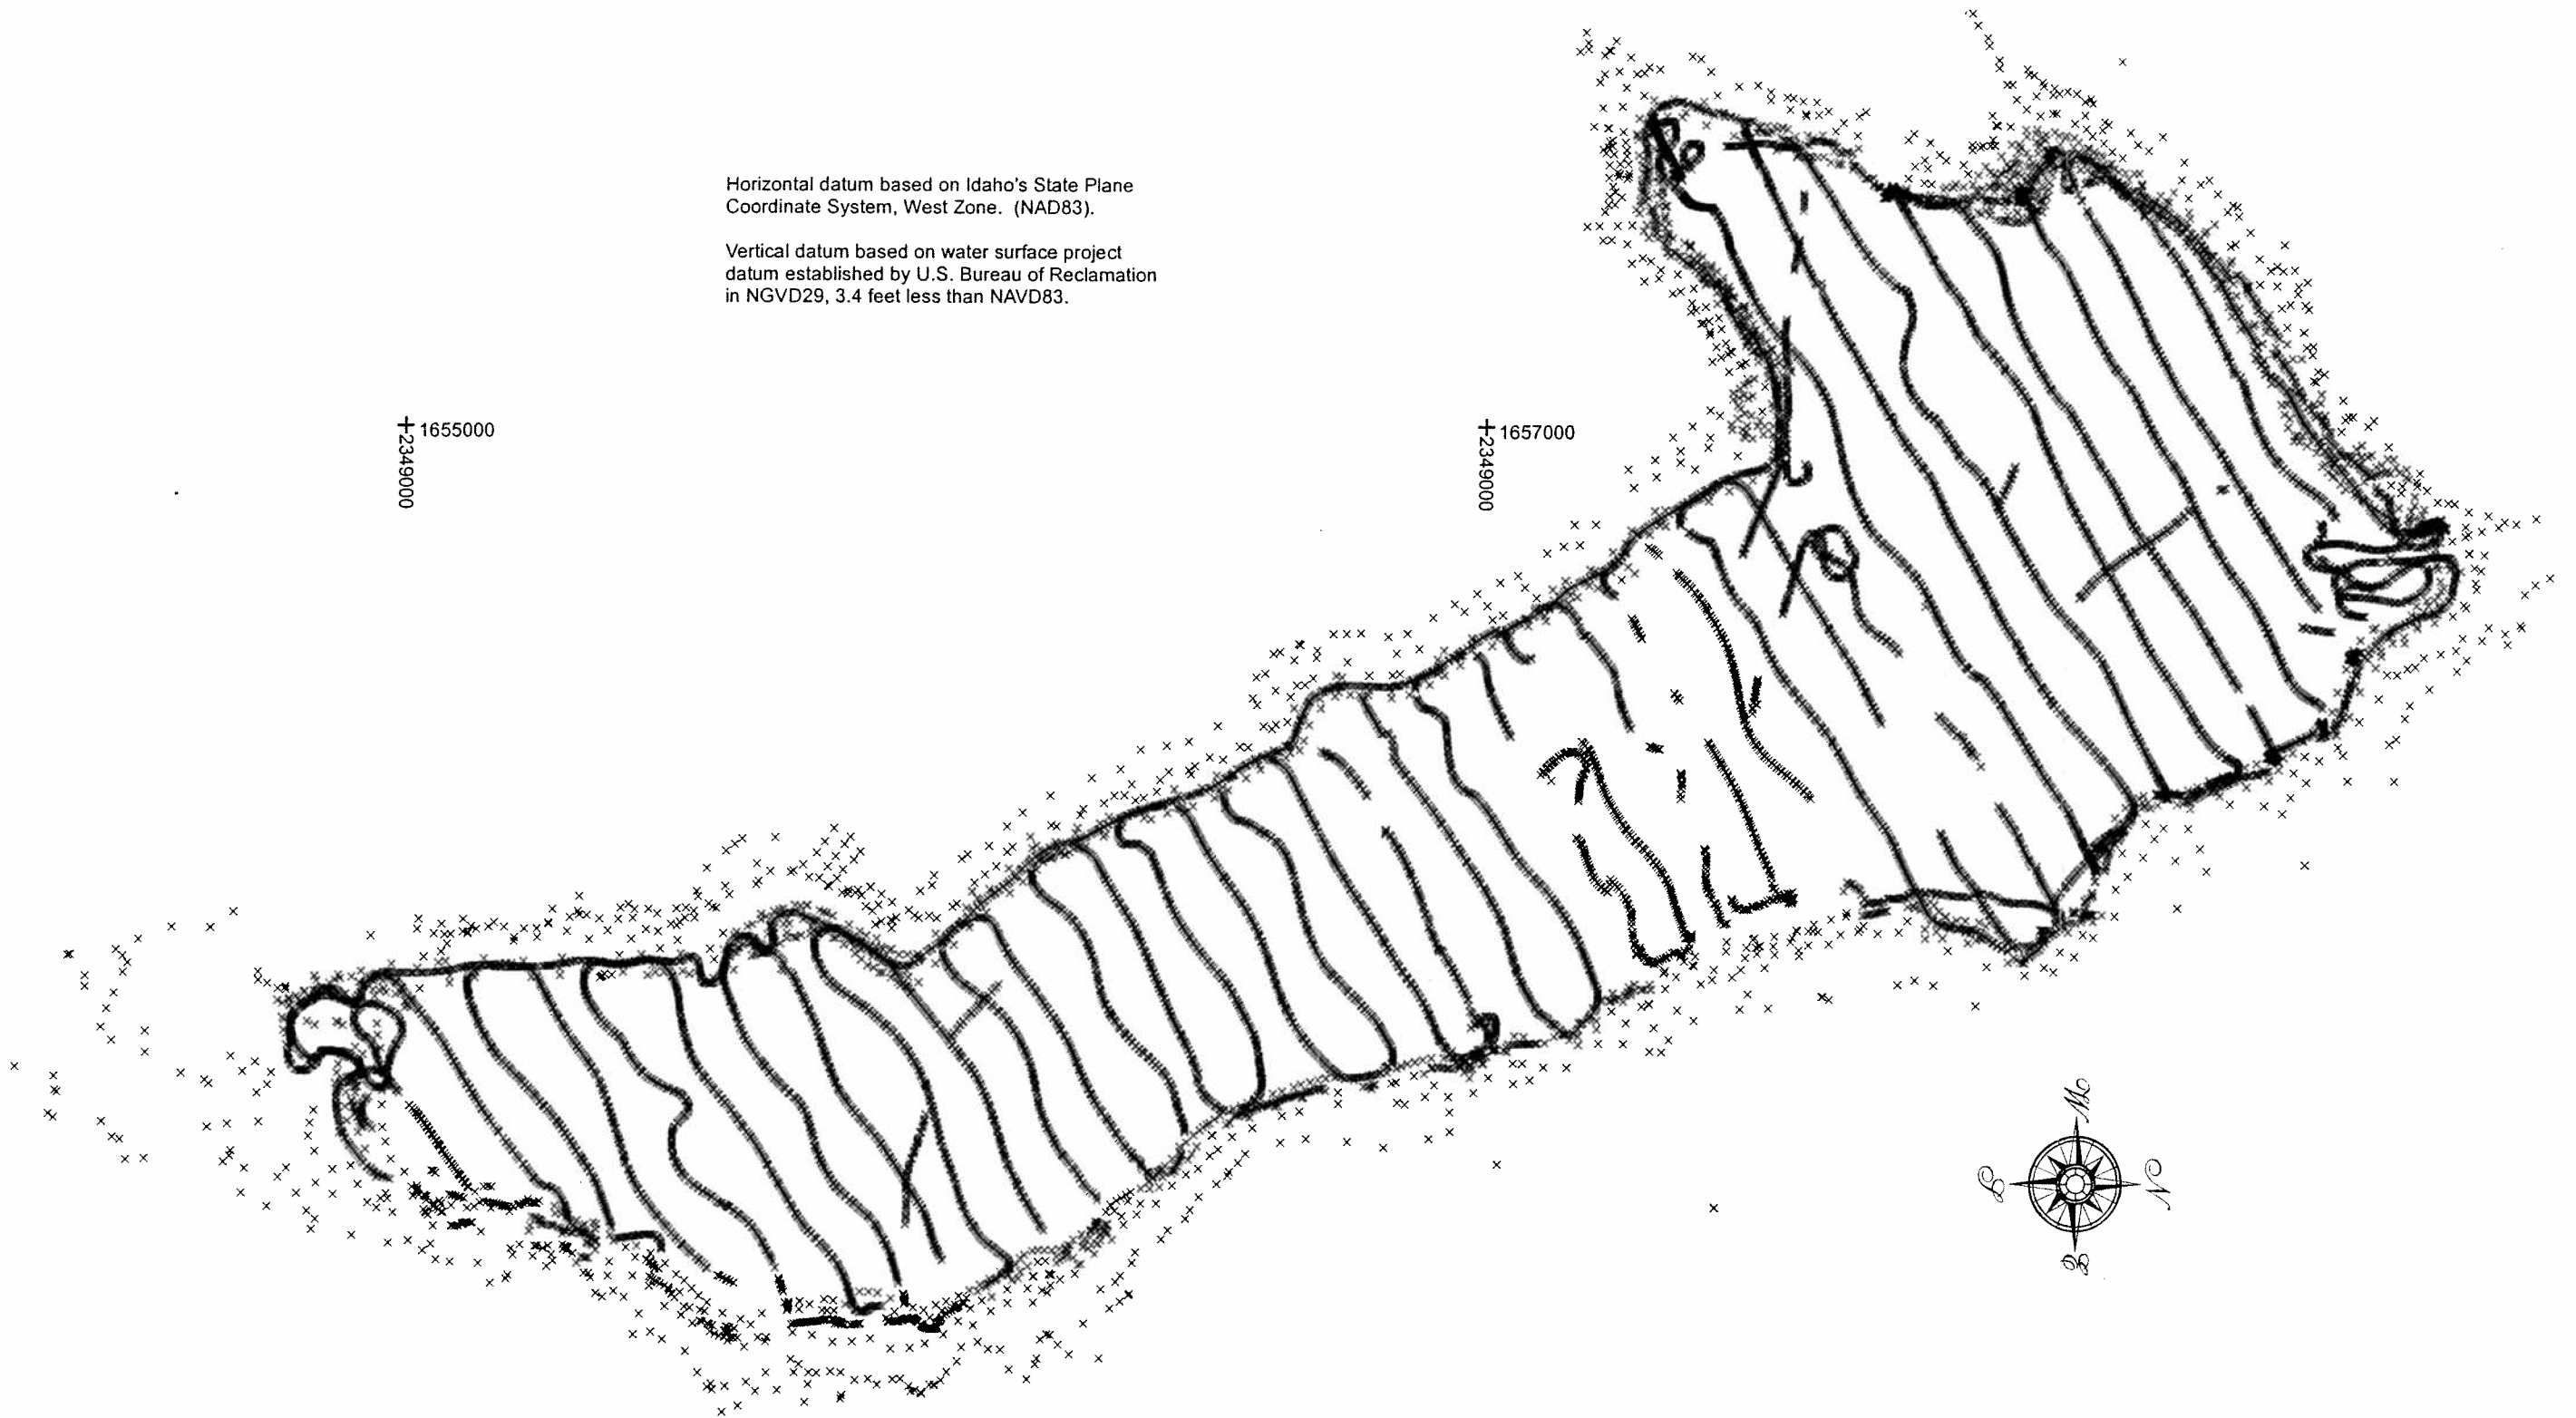 Horizontal datum based on Idaho's State Plane
Coordinate System, West Zone. (NAD83).
Vertical datum based on water surface project
datum established by U.S. Bureau of Reclamation
in NGVD29, 3.4 feet less than NAVD83.
1655000
2349000
1657000
2349000
W
S
N
E